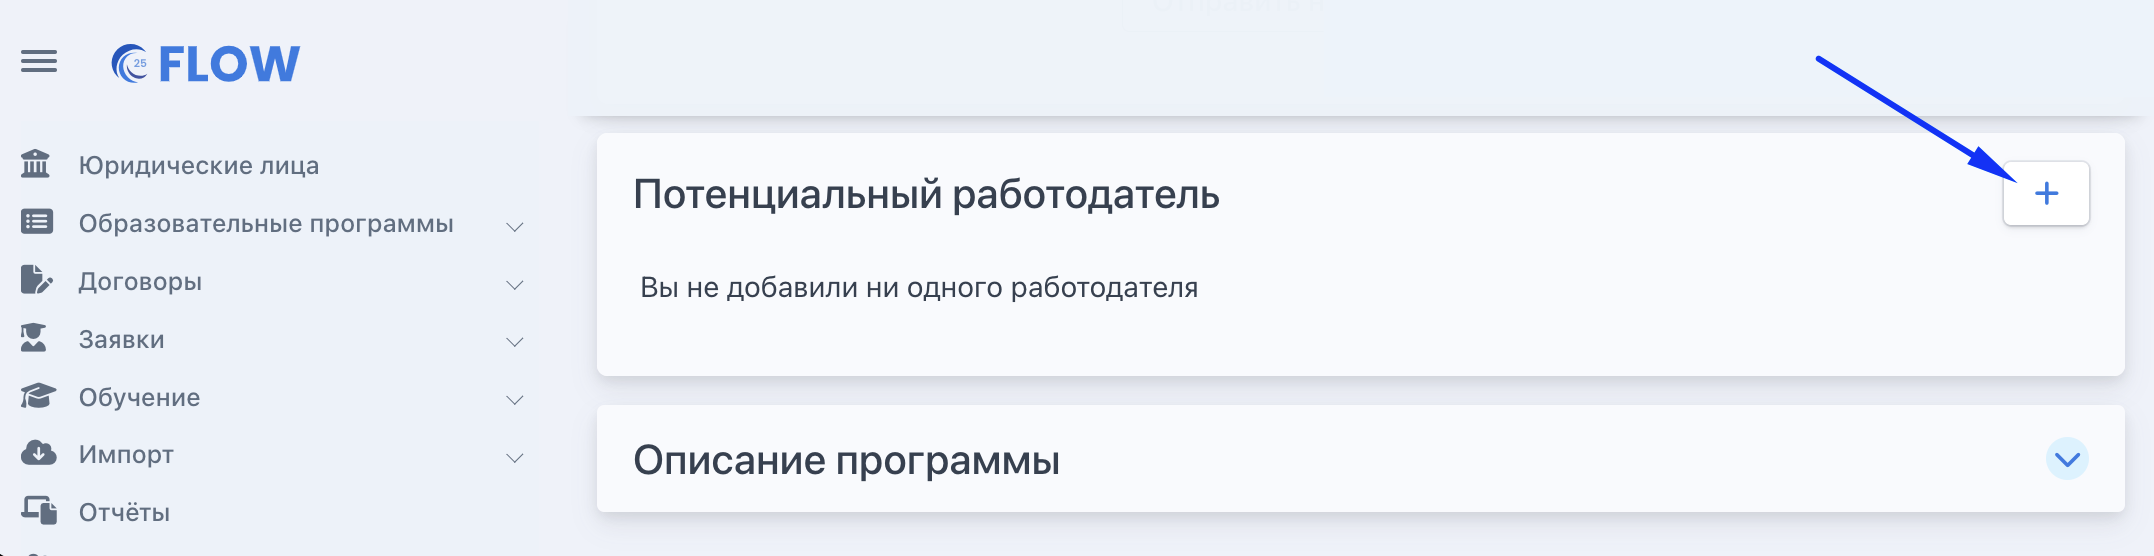 25 FLOW
Юридические лица
Образовательные программы
Договоры
Заявки
Обучение
Импорт
Отчёты
Потенциальный работодатель
+
Вы не добавили ни одного работодателя
Описание программы